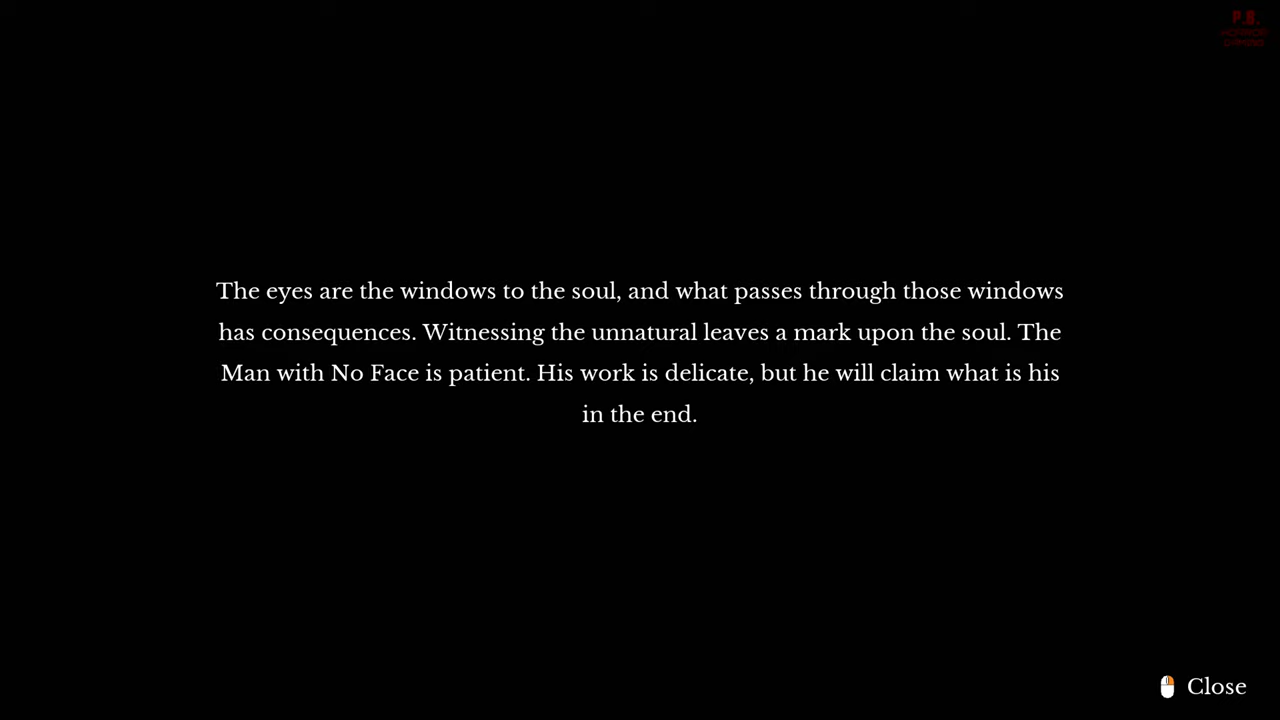 The eyes are the windows to the soul, and what passes through those windows
has consequences. Witnessing the unnatural leaves a mark upon the soul. The
Man with No Face is patient. His work is delicate, but he will claim what is his
in the end.
Close